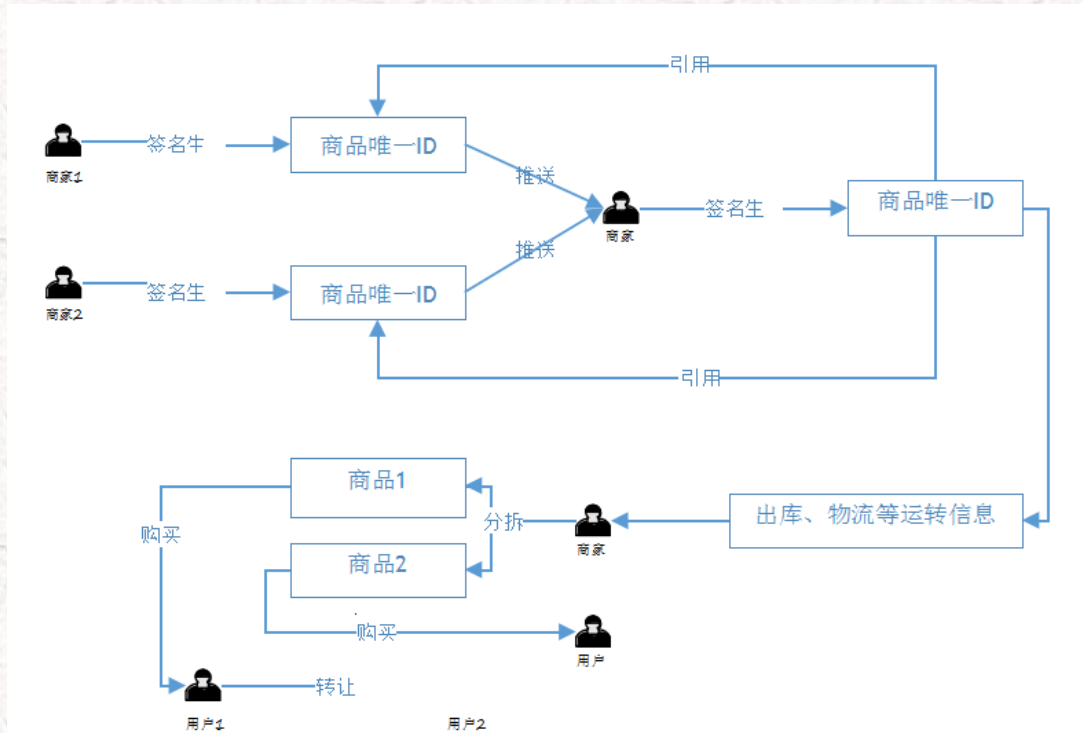 引用
商家1
签名生
商品唯一ID
推送
商家
签名生
商品唯一ID
推送
商家2
签名生
商品唯一ID
引用
商品1
购买
分拆
商家
出库、物流等运转信息
商品2
购买
用户
转让
用户1
用户2